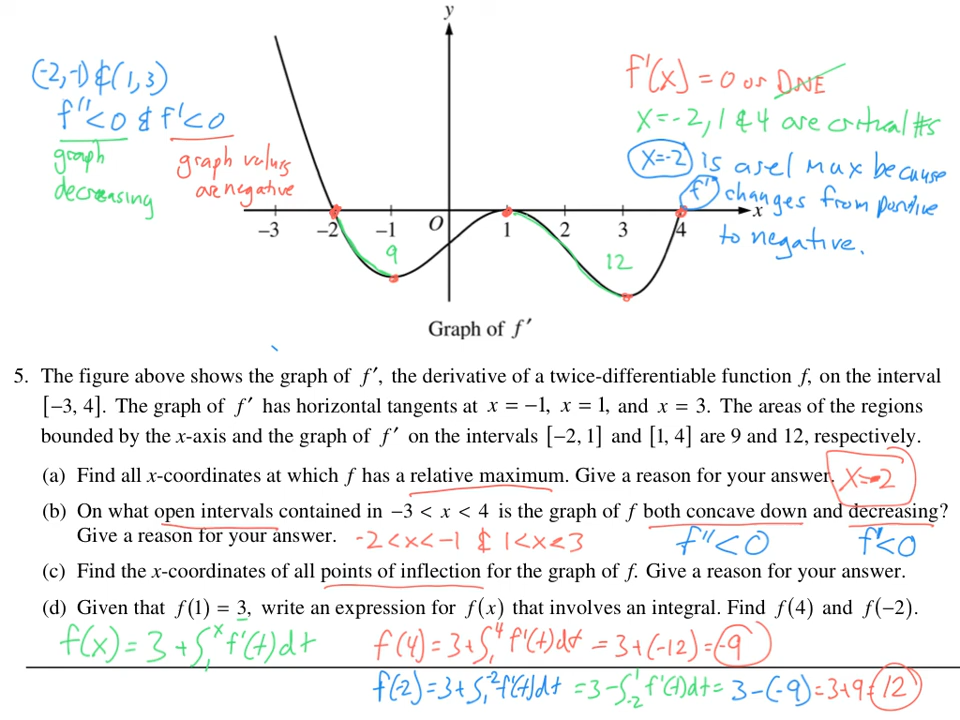 y
(-2,-1) & (1,3)
f''<0 & f'<0
graph decreasing
graph values are negative
f'(x) = 0 or DNE
x=-2, 1 & 4 are critical #s
x=-2 is a rel max because
f' changes from positive
to negative.
-3 -2 -1 O 1 2 3 4 x
9
12
Graph of f′
5. The figure above shows the graph of f′, the derivative of a twice-differentiable function f, on the interval
[−3, 4]. The graph of f′ has horizontal tangents at x = −1, x = 1, and x = 3. The areas of the regions
bounded by the x-axis and the graph of f′ on the intervals [−2, 1] and [1, 4] are 9 and 12, respectively.
(a) Find all x-coordinates at which f has a relative maximum. Give a reason for your answer. x=-2
(b) On what open intervals contained in −3 < x < 4 is the graph of f both concave down and decreasing?
Give a reason for your answer. -2<x<-1 & 1<x<3 f''<0 f'<0
(c) Find the x-coordinates of all points of inflection for the graph of f. Give a reason for your answer.
(d) Given that f(1) = 3, write an expression for f(x) that involves an integral. Find f(4) and f(−2).
f(x) = 3 + ∫₁ˣ f'(t)dt f(4) = 3+∫₁⁴ f'(t)dt = 3+(-12) = -9
f(-2) = 3+∫₁⁻² f'(t)dt = 3-∫₋₂¹ f'(t)dt = 3-(-9) = 3+9 = 12